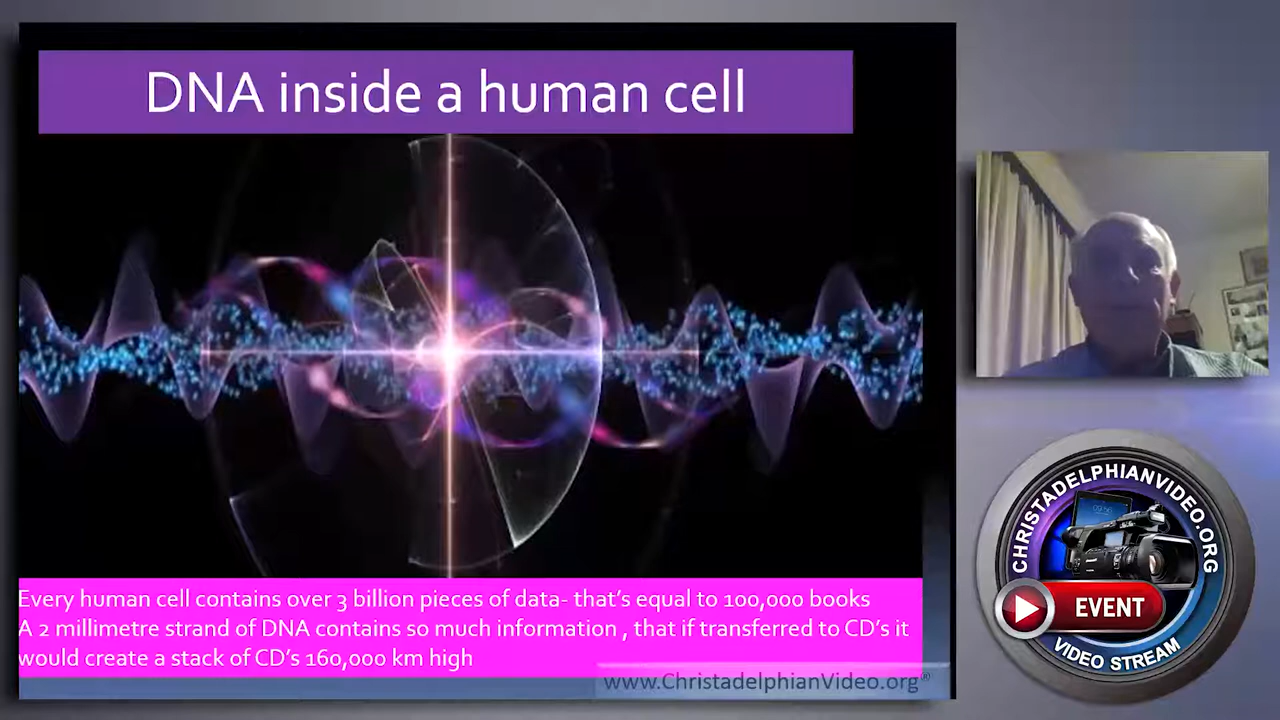 DNA inside a human cell
Every human cell contains over 3 billion pieces of data- that's equal to 100,000 books
A 2 millimetre strand of DNA contains so much information , that if transferred to CD's it
would create a stack of CD's 160,000 km high
www.ChristadelphianVideo.org®
CHRISTADELPHIANVIDEO.ORG
EVENT
VIDEO STREAM